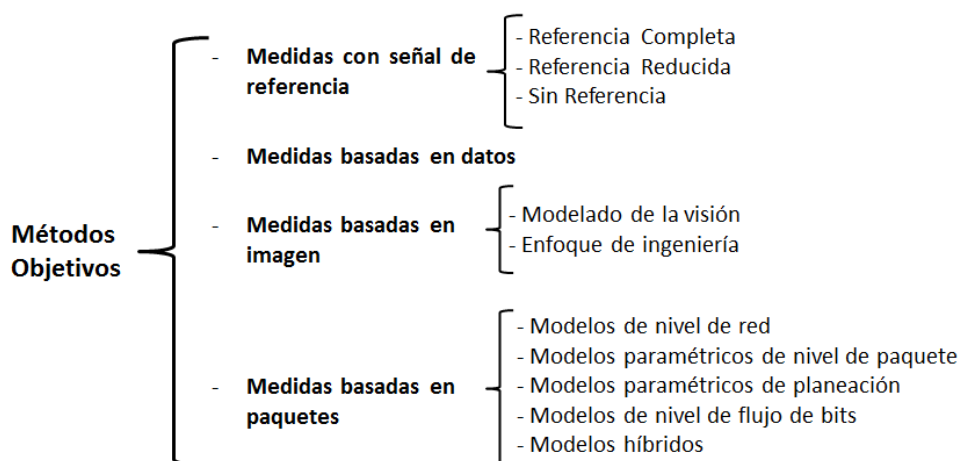 Métodos
Objetivos
- Medidas con señal de
referencia
- Referencia Completa
- Referencia Reducida
- Sin Referencia
- Medidas basadas en datos
- Medidas basadas en
imagen
- Modelado de la visión
- Enfoque de ingeniería
- Medidas basadas en
paquetes
- Modelos de nivel de red
- Modelos paramétricos de nivel de paquete
- Modelos paramétricos de planeación
- Modelos de nivel de flujo de bits
- Modelos híbridos